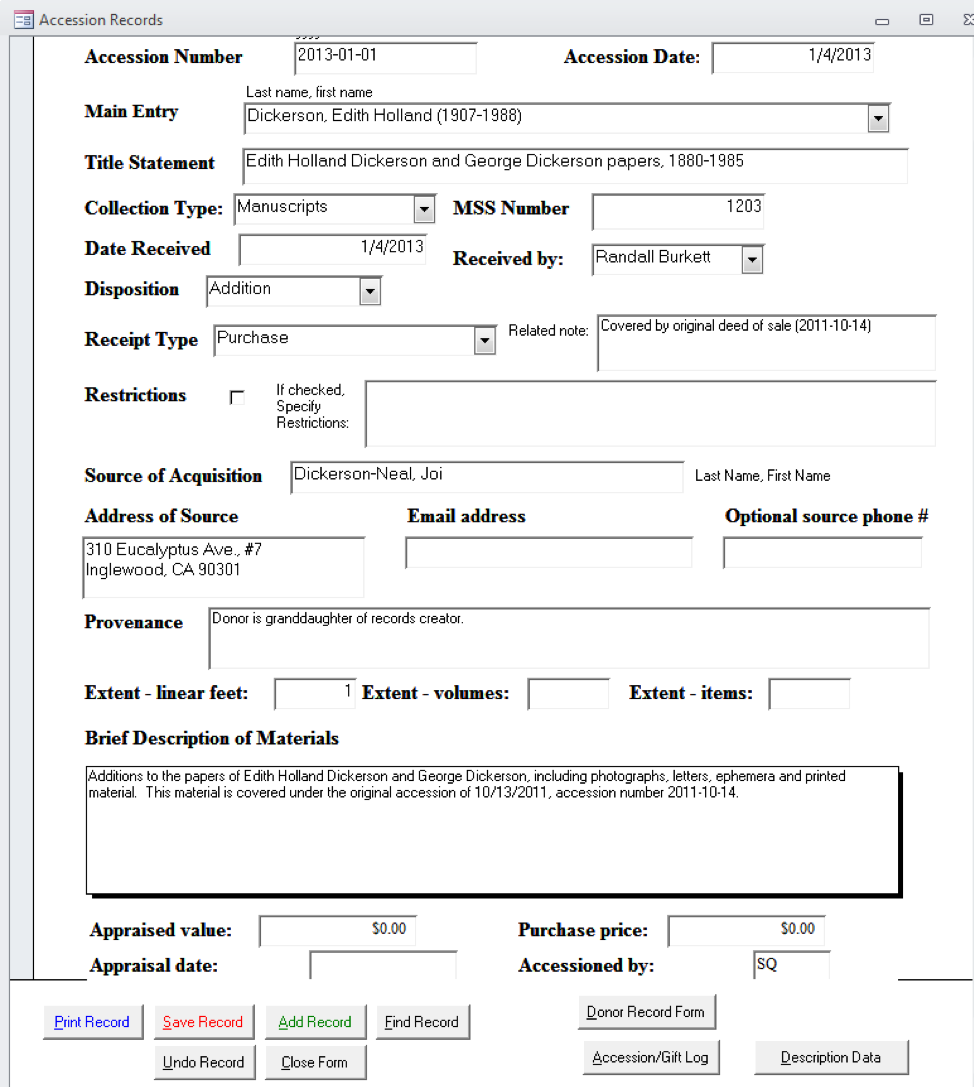 Accession Records
Accession Number 2013-01-01 Accession Date: 1/4/2013
Last name, first name
Main Entry Dickerson, Edith Holland (1907-1988)
Title Statement Edith Holland Dickerson and George Dickerson papers, 1880-1985
Collection Type: Manuscripts MSS Number 1203
Date Received 1/4/2013 Received by: Randall Burkett
Disposition Addition
Receipt Type Purchase Related note: Covered by original deed of sale (2011-10-14)
Restrictions If checked,
Specify
Restrictions:
Source of Acquisition Dickerson-Neal, Joi Last Name, First Name
Address of Source Email address Optional source phone #
310 Eucalyptus Ave., #7
Inglewood, CA 90301
Provenance Donor is granddaughter of records creator.
Extent - linear feet: 1 Extent - volumes: Extent - items:
Brief Description of Materials
Additions to the papers of Edith Holland Dickerson and George Dickerson, including photographs, letters, ephemera and printed
material. This material is covered under the original accession of 10/13/2011, accession number 2011-10-14.
Appraised value: $0.00 Purchase price: $0.00
Appraisal date: Accessioned by: SQ
Print Record Save Record Add Record Find Record Donor Record Form
Undo Record Close Form Accession/Gift Log Description Data